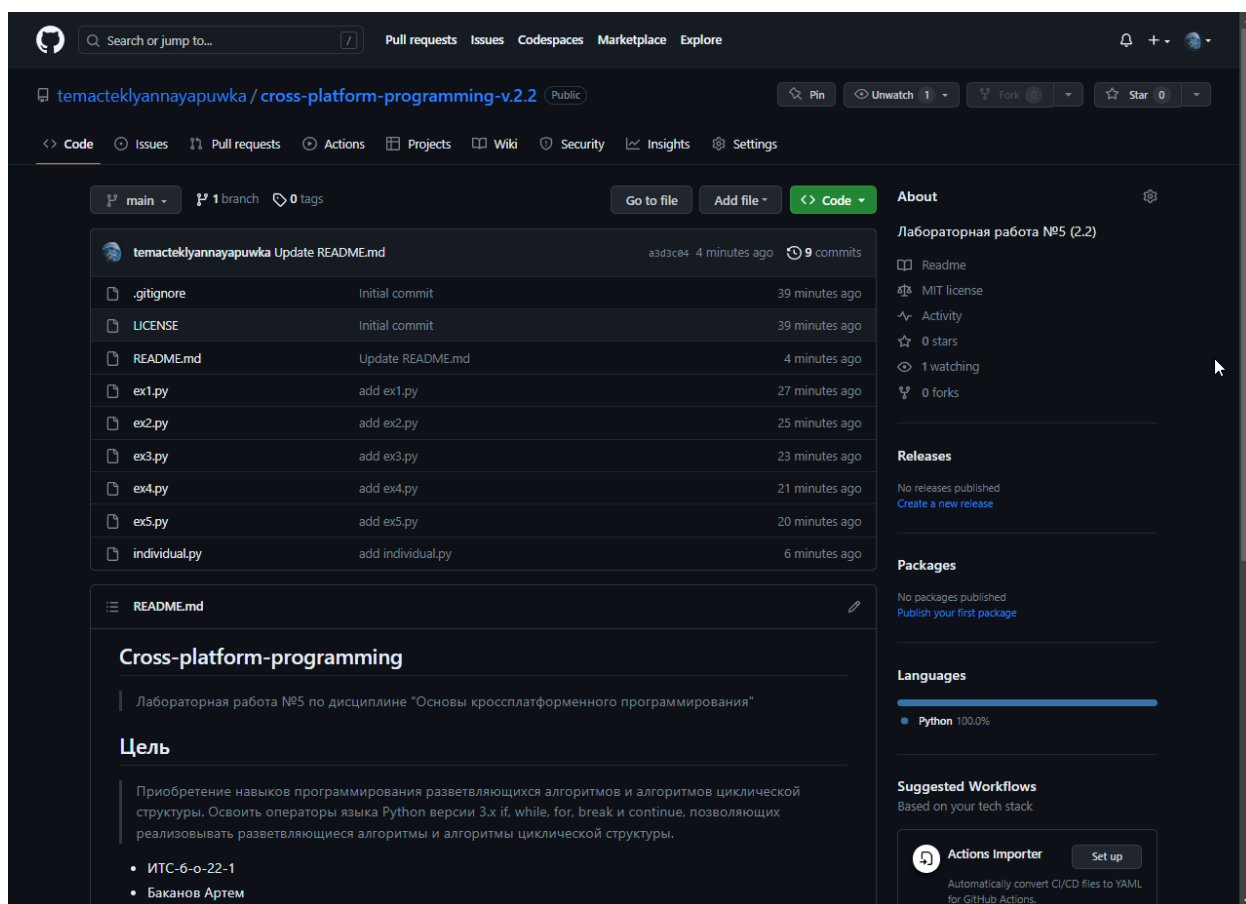 Search or jump to... /
Pull requests Issues Codespaces Marketplace Explore
temacteklyannayapuwka / cross-platform-programming-v.2.2 Public
Pin Unwatch 1 Fork 0 Star 0
Code Issues Pull requests Actions Projects Wiki Security Insights Settings
main 1 branch 0 tags Go to file Add file Code
temacteklyannayapuwka Update README.md a3d3c04 4 minutes ago 9 commits
.gitignore Initial commit 39 minutes ago
LICENSE Initial commit 39 minutes ago
README.md Update README.md 4 minutes ago
ex1.py add ex1.py 27 minutes ago
ex2.py add ex2.py 25 minutes ago
ex3.py add ex3.py 23 minutes ago
ex4.py add ex4.py 21 minutes ago
ex5.py add ex5.py 20 minutes ago
individual.py add individual.py 6 minutes ago
README.md
Cross-platform-programming
Лабораторная работа №5 по дисциплине "Основы кроссплатформенного программирования"
Цель
Приобретение навыков программирования разветвляющихся алгоритмов и алгоритмов циклической
структуры. Освоить операторы языка Python версии 3.x if, while, for, break и continue, позволяющих
реализовывать разветвляющиеся алгоритмы и алгоритмы циклической структуры.
• ИТС-б-о-22-1
• Баканов Артем
About
Лабораторная работа №5 (2.2)
Readme
MIT license
Activity
0 stars
1 watching
0 forks
Releases
No releases published
Create a new release
Packages
No packages published
Publish your first package
Languages
Python 100.0%
Suggested Workflows
Based on your tech stack
Actions Importer Set up
Automatically convert CI/CD files to YAML
for GitHub Actions.